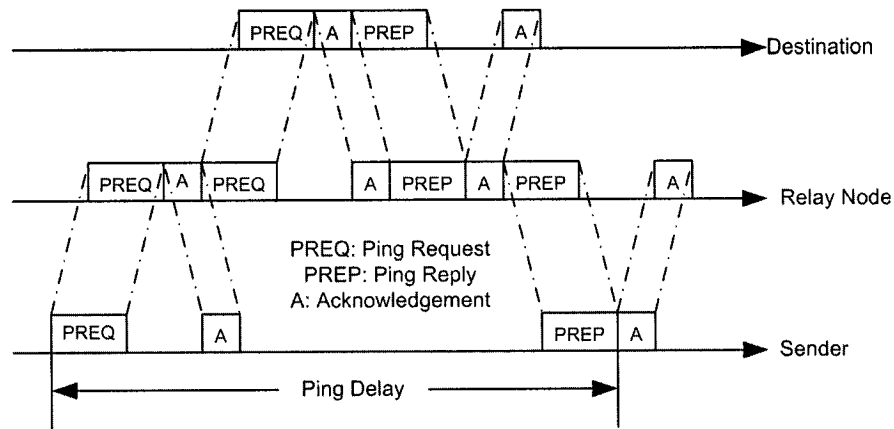 PREQ A PREP A Destination
PREQ A PREQ A PREP A PREP A Relay Node
PREQ: Ping Request
PREP: Ping Reply
A: Acknowledgement
PREQ A PREP A Sender
Ping Delay